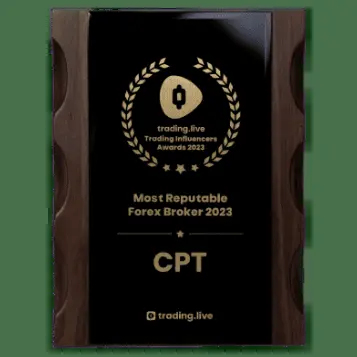 trading.live
Trading Influencers
Awards 2023
Most Reputable
Forex Broker 2023
CPT
trading.live